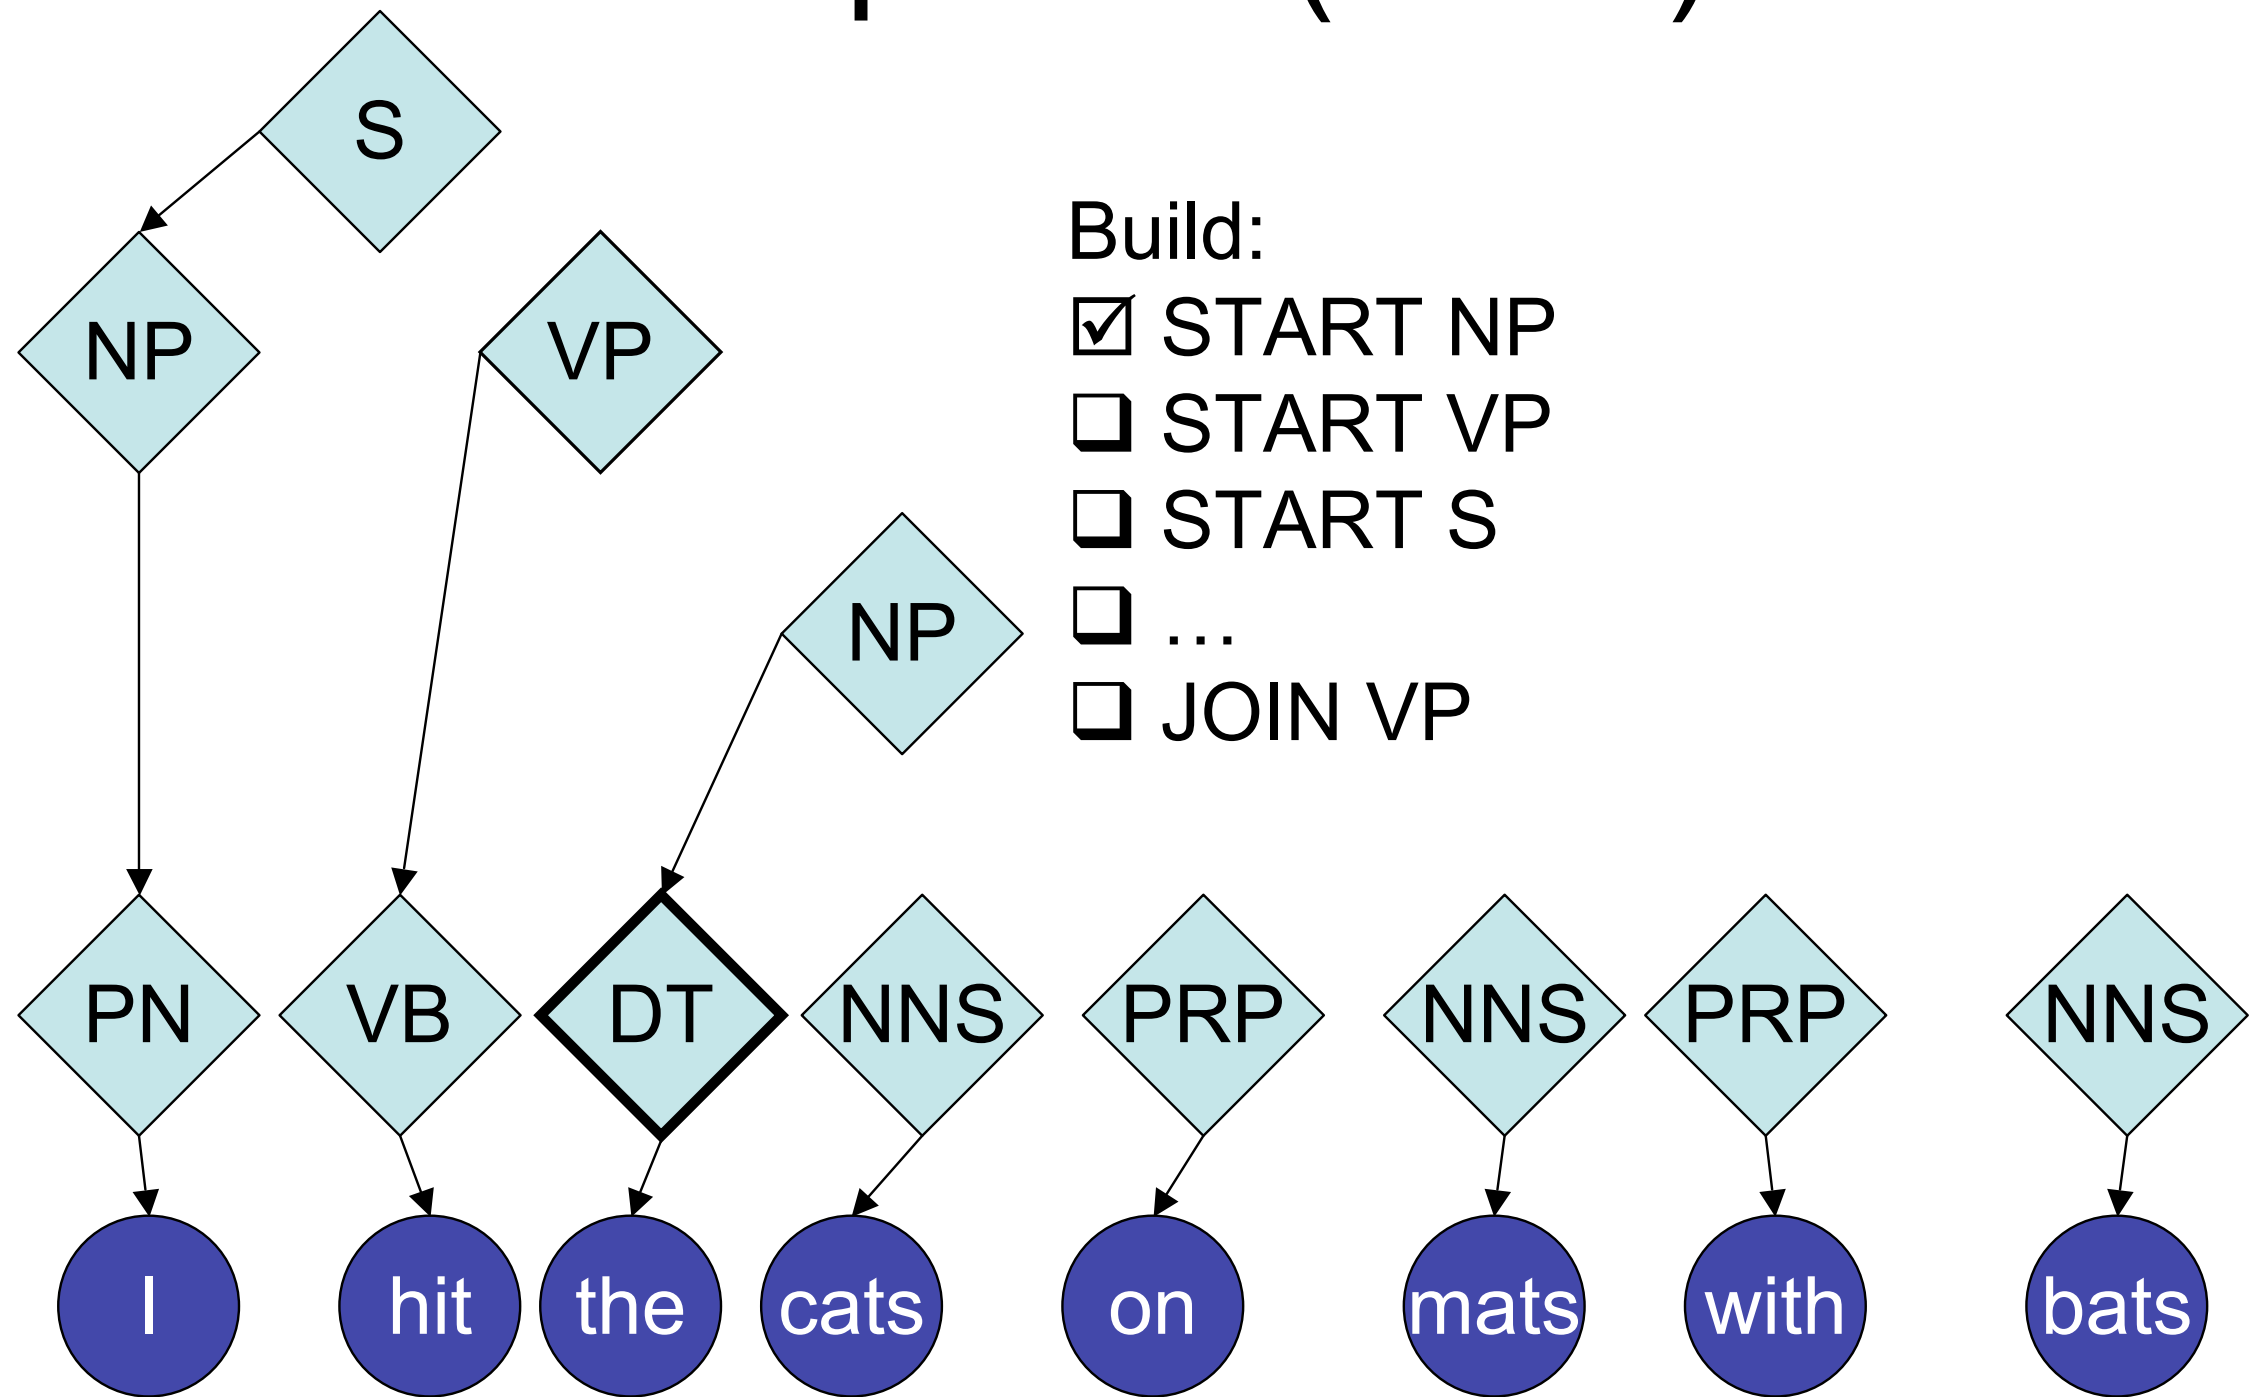 S
NP
VP
NP
Build:
☑ START NP
❑ START VP
❑ START S
❑ …
❑ JOIN VP
PN VB DT NNS PRP NNS PRP NNS
I hit the cats on mats with bats